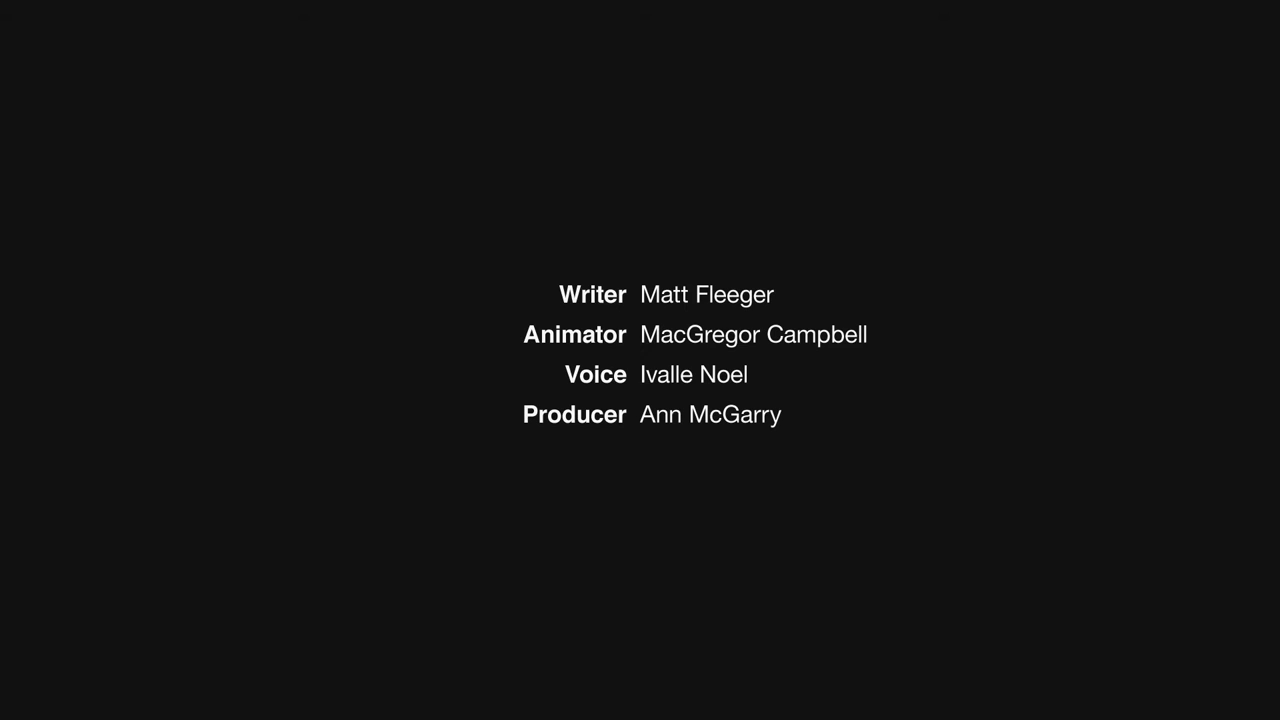 Writer Matt Fleeger
Animator MacGregor Campbell
Voice Ivalle Noel
Producer Ann McGarry